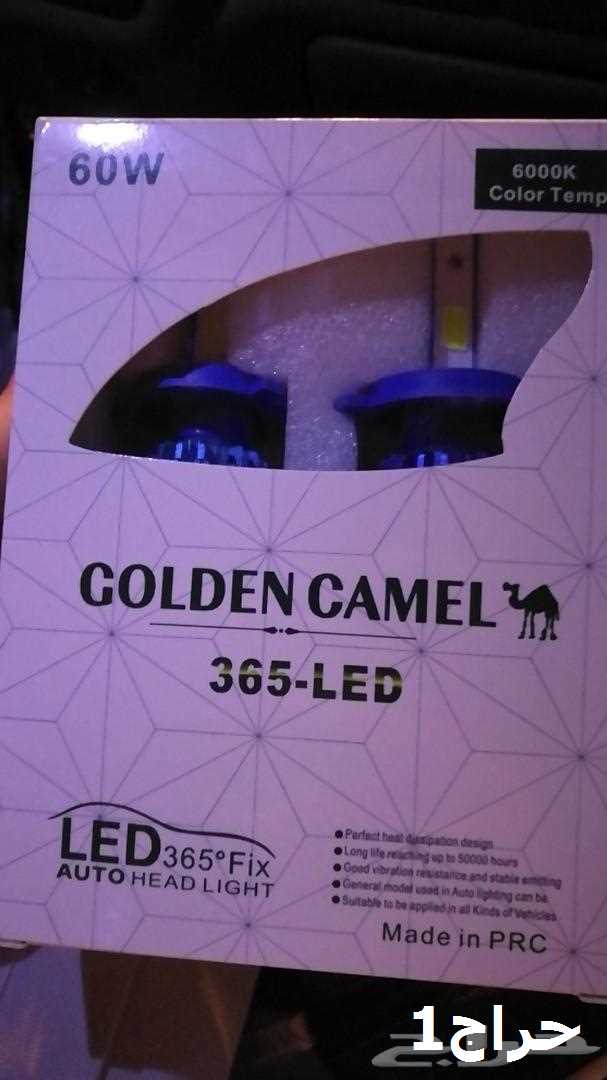 60W
6000K
Color Temp
GOLDEN CAMEL
365-LED
LED365°Fix
AUTO HEAD LIGHT
●Perfect heat dissipation design
●Long life reaching up to 50000 hours
●Good vibration resistance and stable emitting
●General model used in Auto lighting can be
●Suitable to be applied in all Kinds of Vehicles
Made in PRC
حراج1